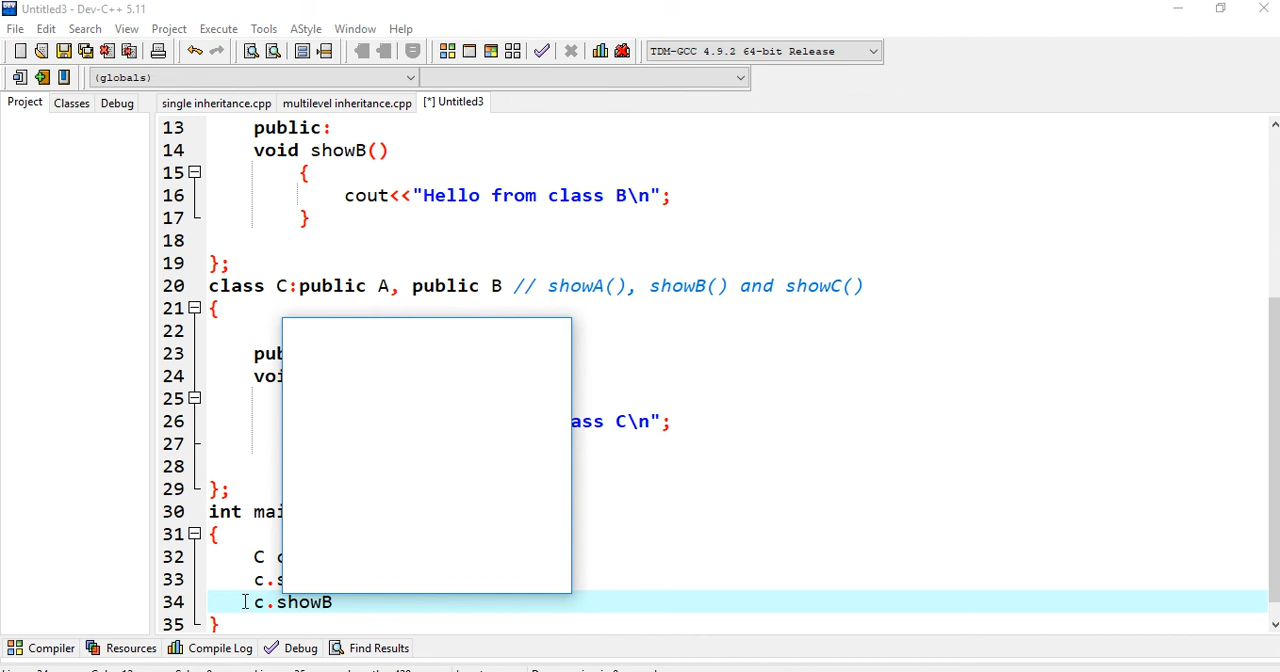 Untitled3 - Dev-C++ 5.11
File Edit Search View Project Execute Tools AStyle Window Help
TDM-GCC 4.9.2 64-bit Release
(globals)
Project Classes Debug single inheritance.cpp multilevel inheritance.cpp [*] Untitled3
13 public:
14 void showB()
15 {
16 cout<<"Hello from class B\n";
17 }
18
19 };
20 class C:public A, public B // showA(), showB() and showC()
21 {
22
23 pub
24 voi
25
26 ass C\n";
27
28
29 };
30 int mai
31 {
32 C
33 c.s
34 c.showB
35 }
Compiler Resources Compile Log Debug Find Results